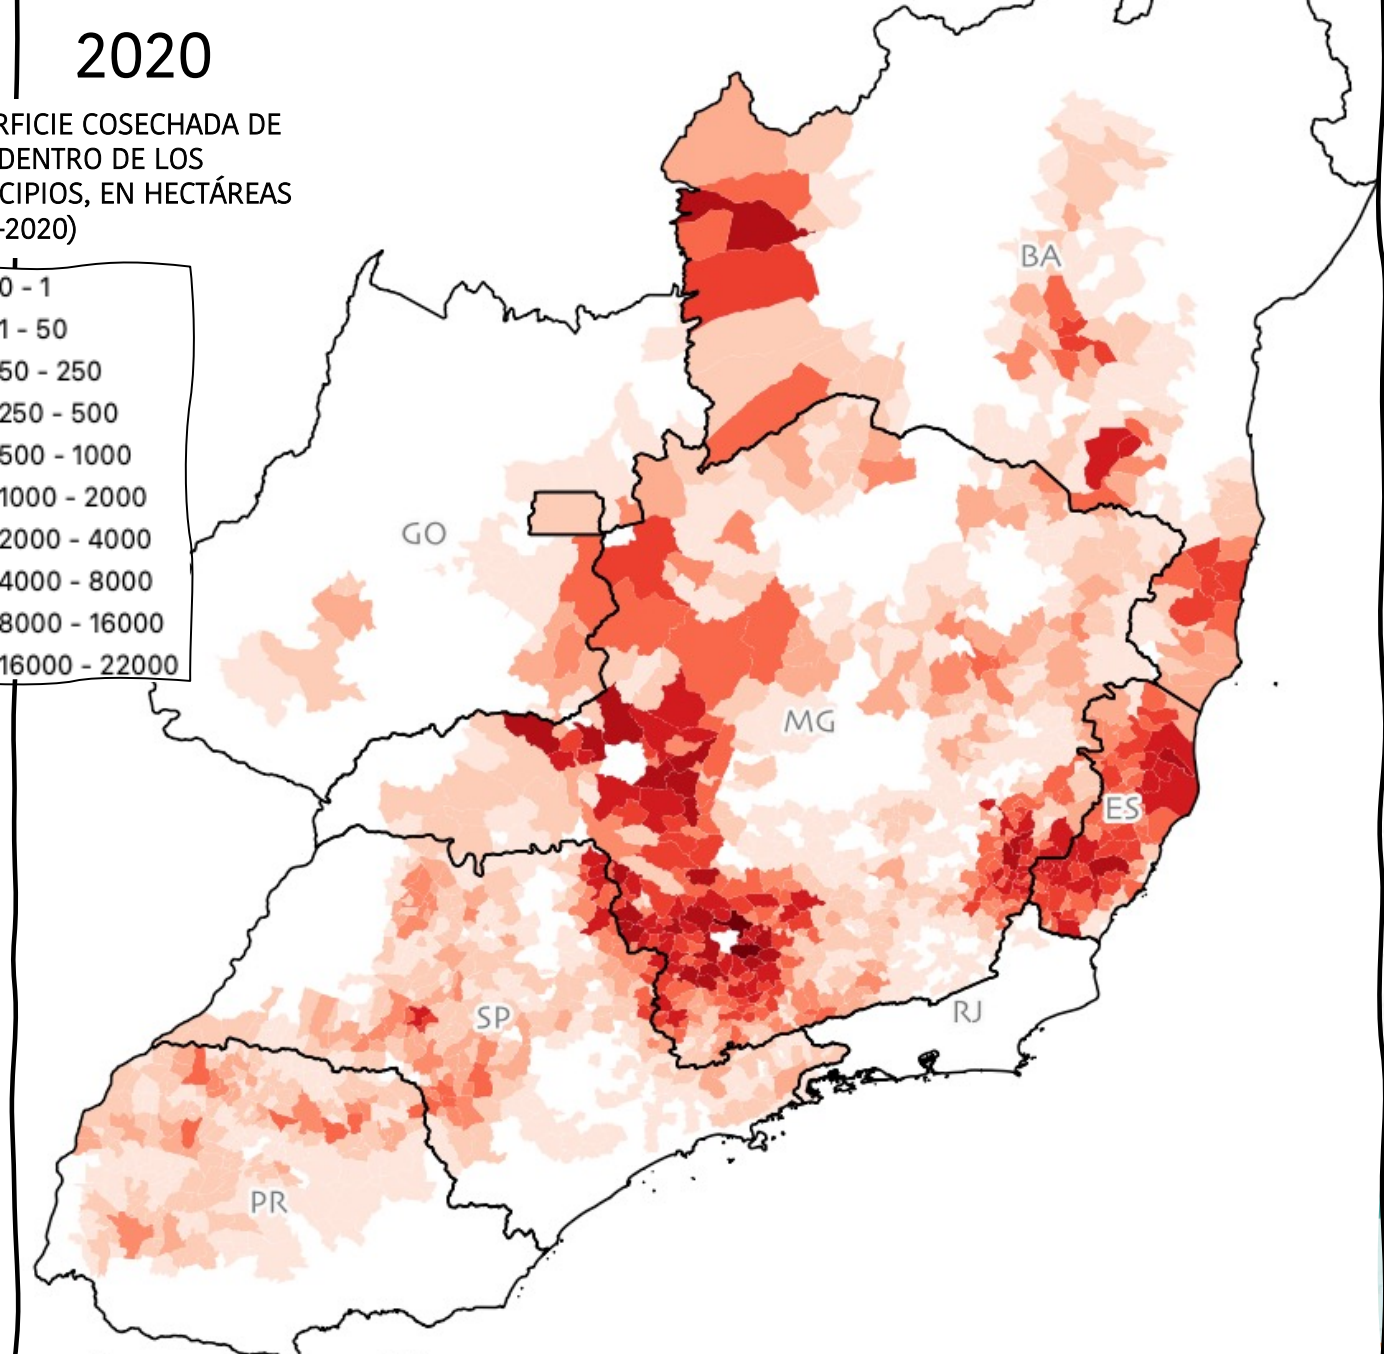 2020
RFICIE COSECHADA DE
DENTRO DE LOS
CIPIOS, EN HECTÁREAS
-2020)
0 - 1
1 - 50
50 - 250
250 - 500
500 - 1000
1000 - 2000
2000 - 4000
4000 - 8000
8000 - 16000
16000 - 22000
BA
GO
MG
ES
SP
RJ
PR